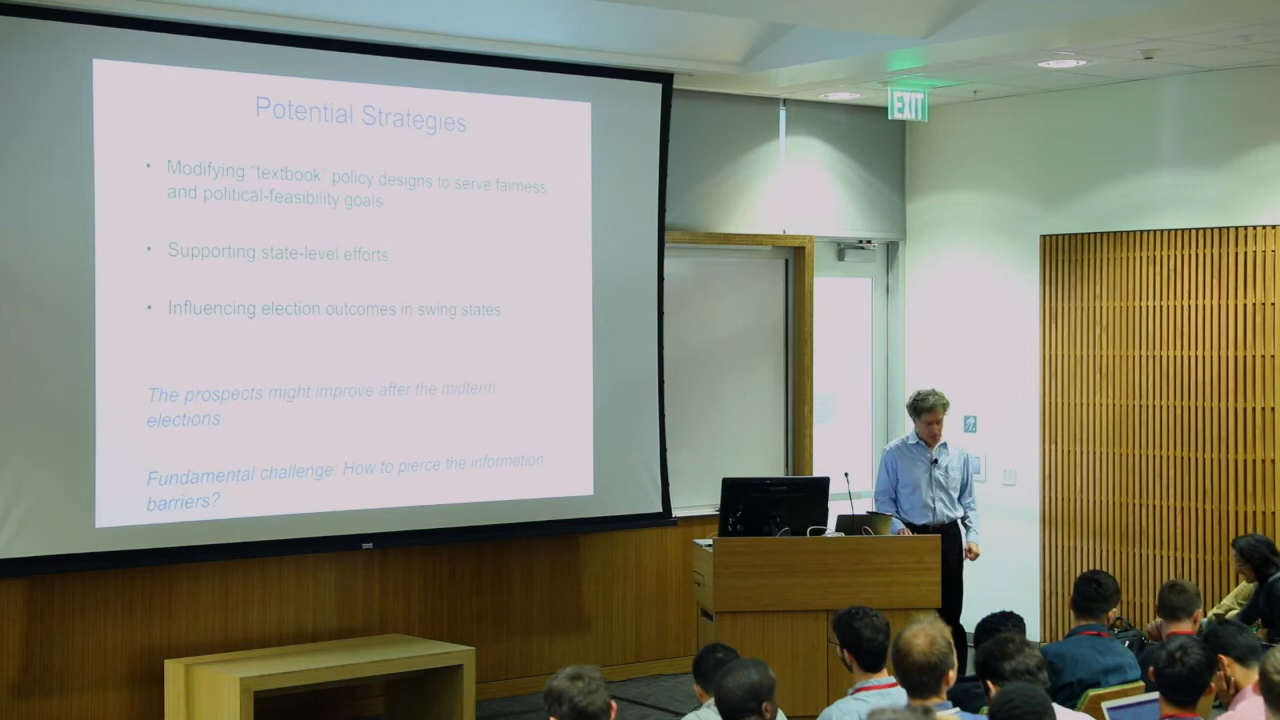 Potential Strategies
• Modifying "textbook" policy designs to serve fairness
and political-feasibility goals
• Supporting state-level efforts
• Influencing election outcomes in swing states
The prospects might improve after the midterm
elections
Fundamental challenge: How to pierce the information
barriers?
EXIT